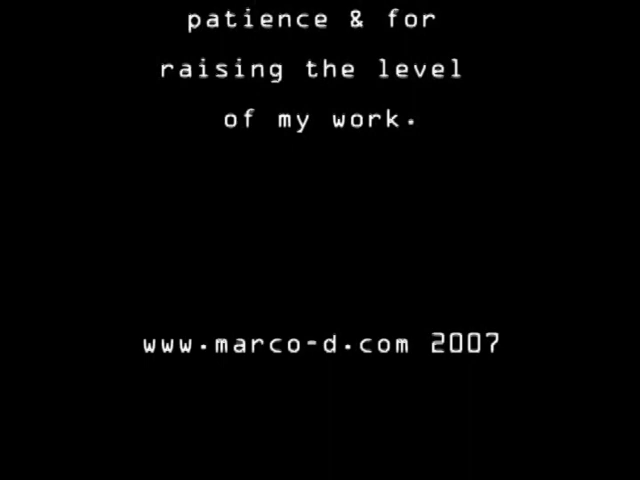 patience & for
raising the level
of my work.
www.marco-d.com 2007